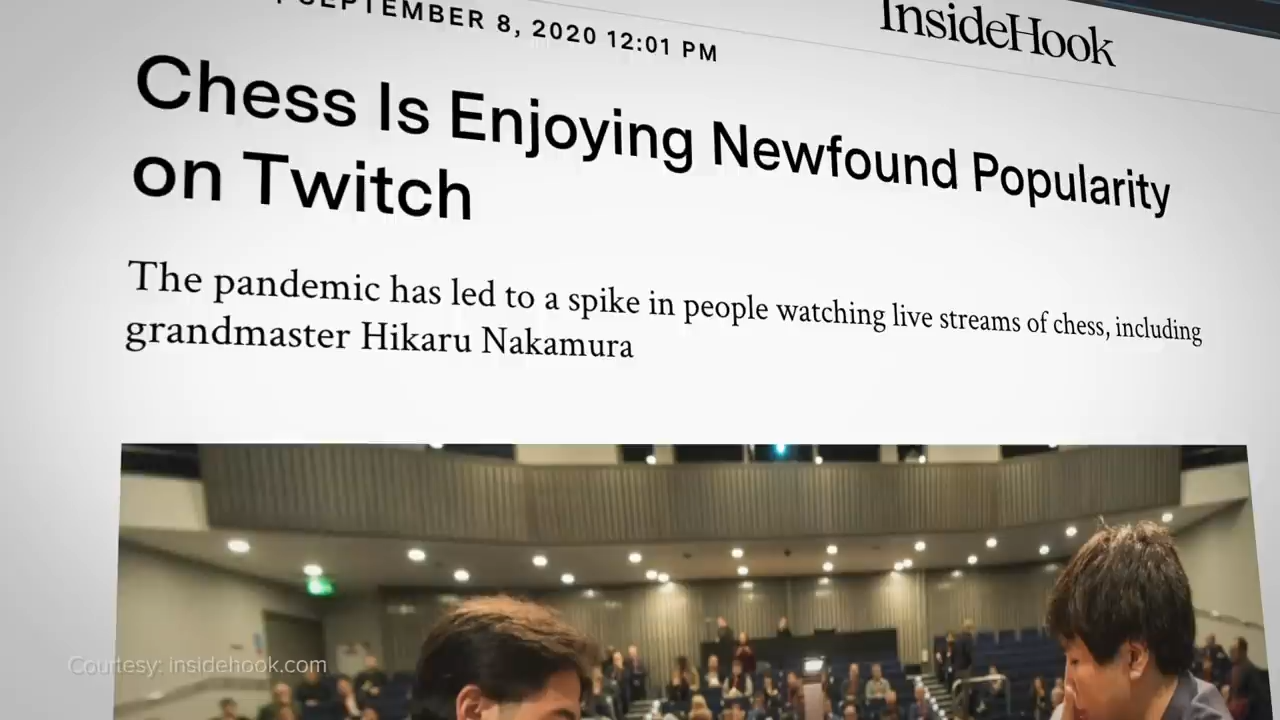 SEPTEMBER 8, 2020 12:01 PM
InsideHook
Chess Is Enjoying Newfound Popularity
on Twitch
The pandemic has led to a spike in people watching live streams of chess, including
grandmaster Hikaru Nakamura
Courtesy: insidehook.com